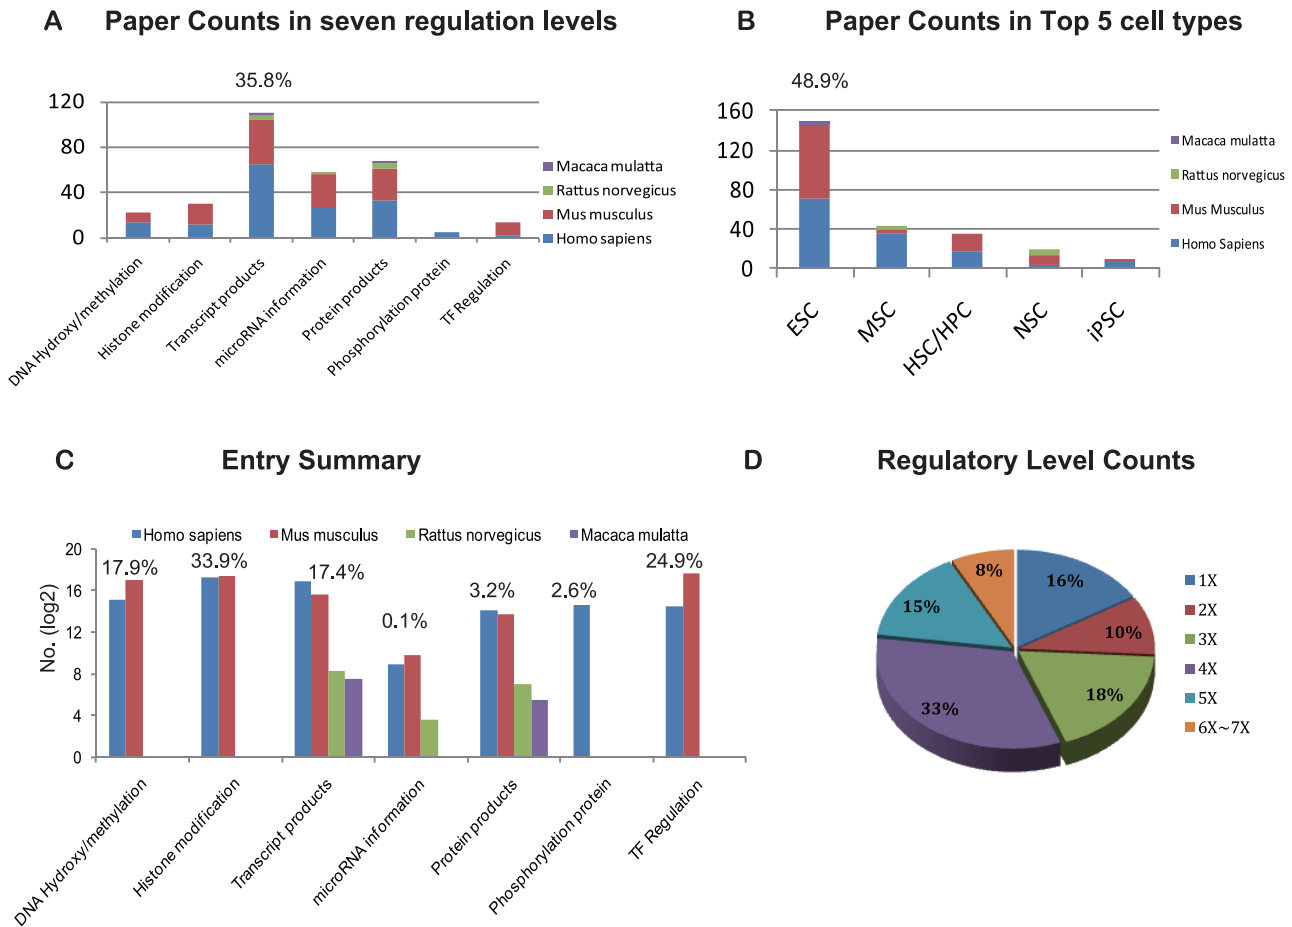 A Paper Counts in seven regulation levels
35.8%
120
80
40
0
Macaca mulatta
Rattus norvegicus
Mus musculus
Homo sapiens
DNA Hydroxy/methylation
Histone modification
Transcript products
microRNA information
Protein products
Phosphorylation protein
TF Regulation
B Paper Counts in Top 5 cell types
48.9%
160
120
80
40
0
Macaca mulatta
Rattus norvegicus
Mus Musculus
Homo Sapiens
ESC
MSC
HSC/HPC
NSC
iPSC
C Entry Summary
Homo sapiens Mus musculus Rattus norvegicus Macaca mulatta
No. (log2)
20
16
12
8
4
0
17.9% 33.9% 17.4% 0.1% 3.2% 2.6% 24.9%
DNA Hydroxy/methylation
Histone modification
Transcript products
microRNA information
Protein products
Phosphorylation protein
TF Regulation
D Regulatory Level Counts
16%
10%
18%
33%
15%
8%
1X
2X
3X
4X
5X
6X~7X